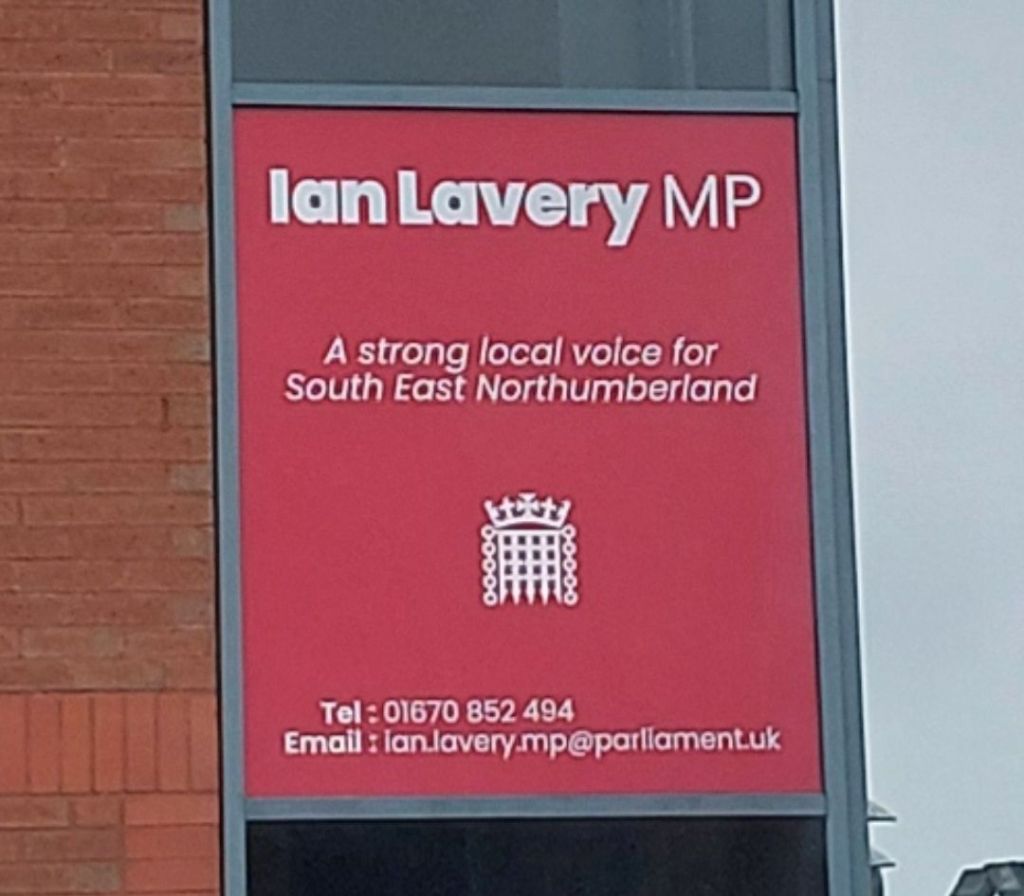 Ian Lavery MP
A strong local voice for
South East Northumberland
Tel : 01670 852 494
Email : ian.lavery.mp@parliament.uk